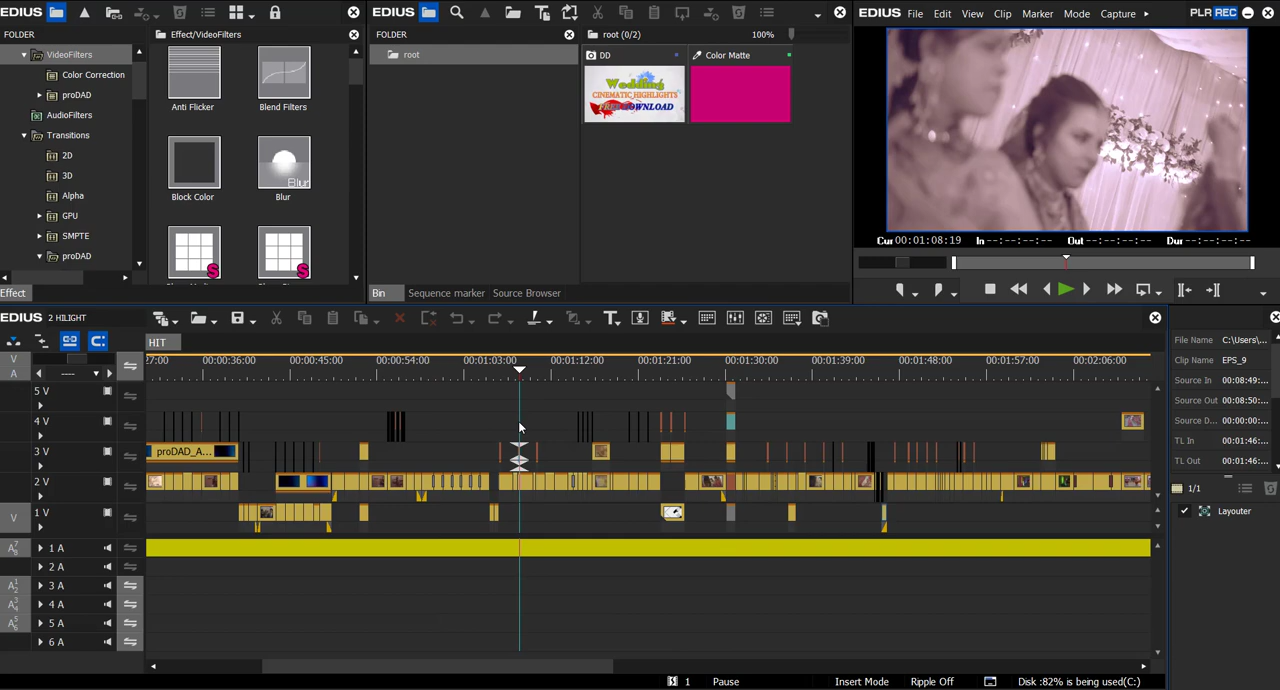 EDIUS
EDIUS
EDIUS File Edit View Clip Marker Mode Capture PLR REC
FOLDER
Effect/VideoFilters
FOLDER
root (0/2) 100%
VideoFilters
Color Correction
proDAD
AudioFilters
Transitions
2D
3D
Alpha
GPU
SMPTE
proDAD
Effect
Anti Flicker
Blend Filters
Block Color
Blur
Blur
root
DD
Color Matte
Wedding
CINEMATIC HIGHLIGHTS
FREE DOWNLOAD
Bin Sequence marker Source Browser
Cur 00:01:08:19 In --:--:--:-- Out --:--:--:-- Dur --:--:--:--
EDIUS 2 HILIGHT
HIT
27:00 00:00:36:00 00:00:45:00 00:00:54:00 00:01:03:00 00:01:12:00 00:01:21:00 00:01:30:00 00:01:39:00 00:01:48:00 00:01:57:00 00:02:06:00
V
A
5 V
4 V
3 V
proDAD_A...
2 V
V 1 V
1 A
2 A
3 A
4 A
5 A
6 A
File Name C:\Users\...
Clip Name EPS_9
Source In 00:08:49:...
Source Out 00:08:50:...
Source D... 00:00:00:...
TL In 00:01:46:...
TL Out 00:01:46:...
1/1
Layouter
1 Pause Insert Mode Ripple Off Disk :82% is being used(C:)